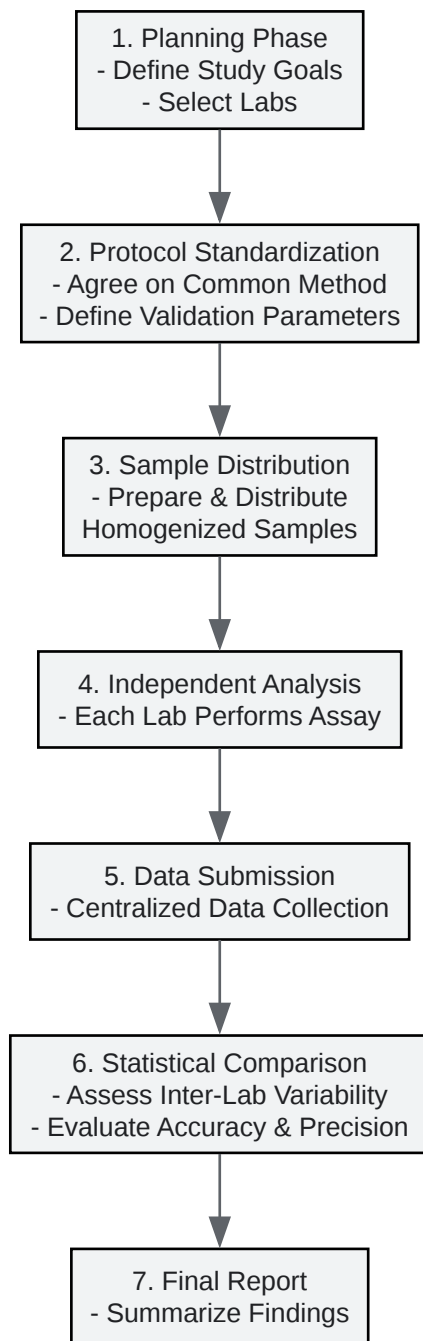 1. Planning Phase
- Define Study Goals
- Select Labs
2. Protocol Standardization
- Agree on Common Method
- Define Validation Parameters
3. Sample Distribution
- Prepare & Distribute
Homogenized Samples
4. Independent Analysis
- Each Lab Performs Assay
5. Data Submission
- Centralized Data Collection
6. Statistical Comparison
- Assess Inter-Lab Variability
- Evaluate Accuracy & Precision
7. Final Report
- Summarize Findings